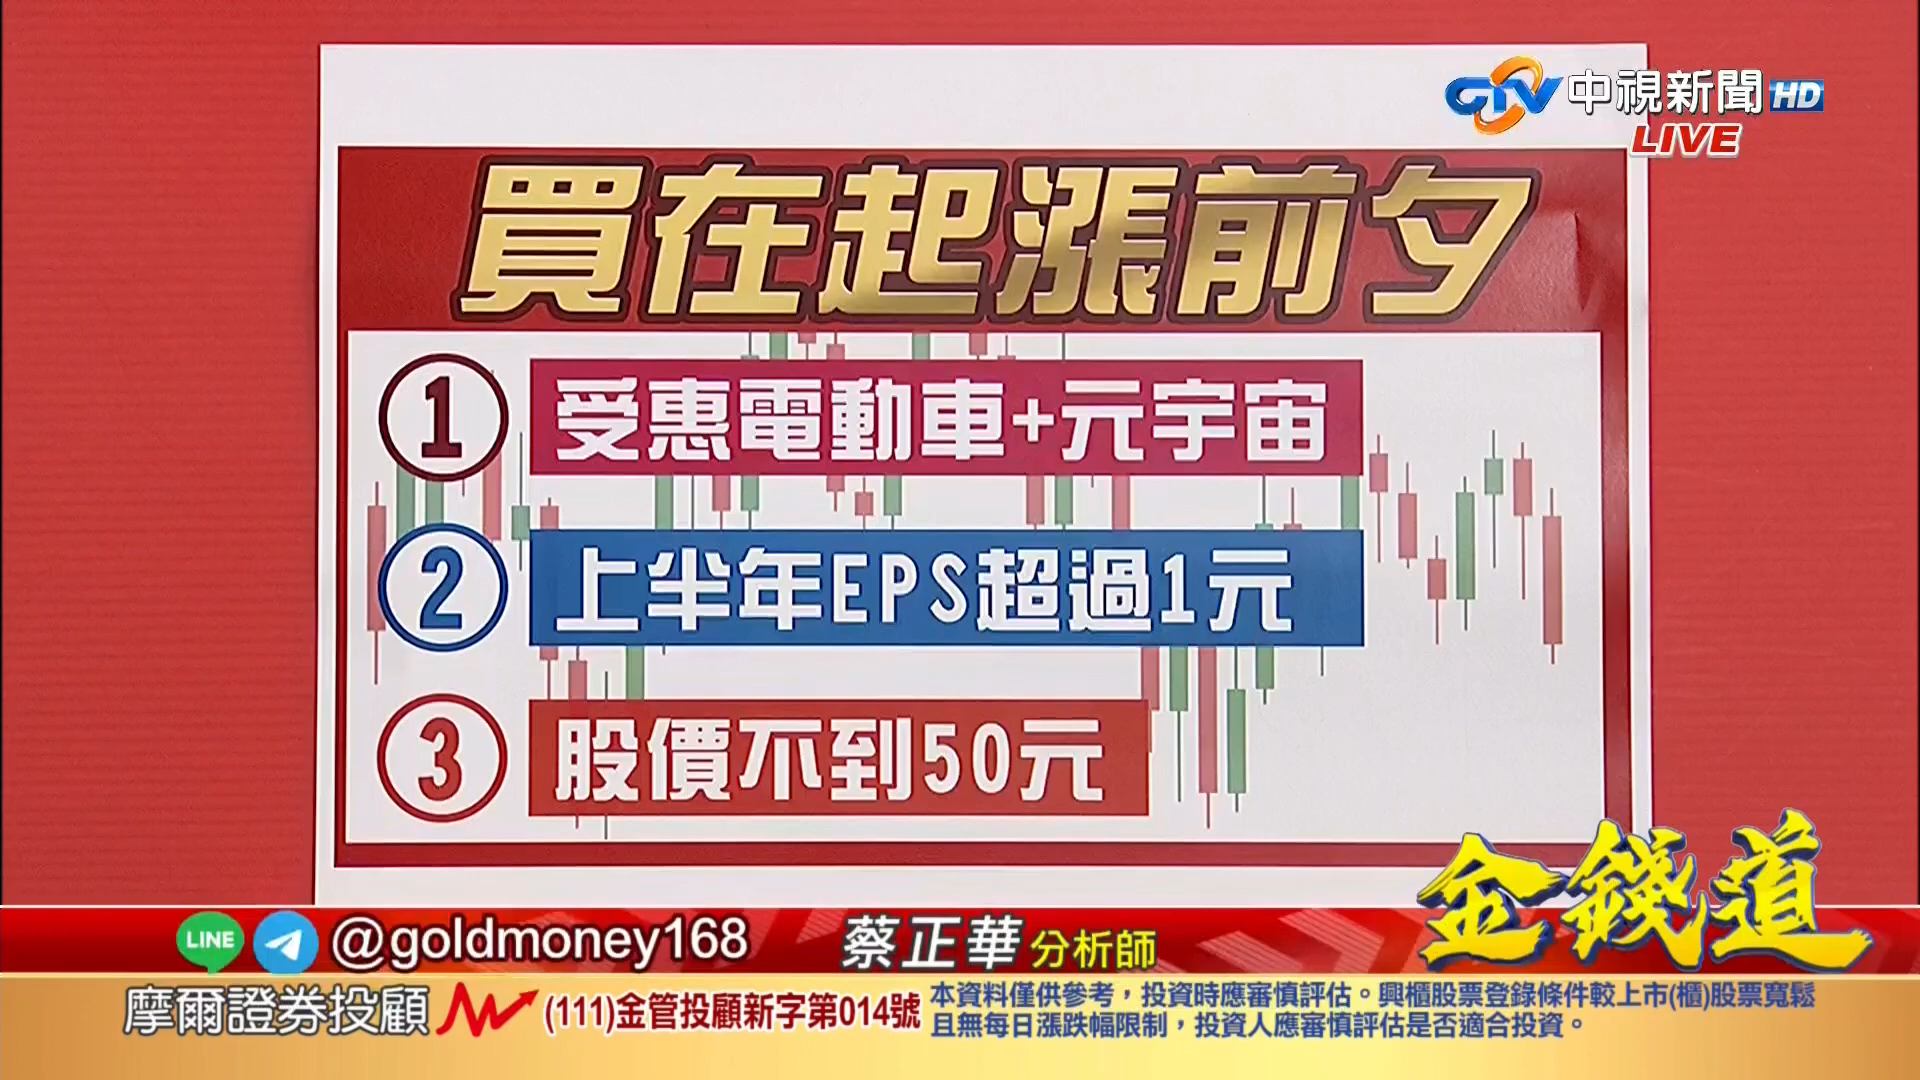 CTV中視新聞HD
LIVE
買在起漲前夕
1 受惠電動車+元宇宙
2 上半年EPS超過1元
3 股價不到50元
金錢道
LINE @goldmoney168 蔡正華 分析師
摩爾證券投顧 (111)金管投顧新字第014號 本資料僅供參考，投資時應審慎評估。興櫃股票登錄條件較上市(櫃)股票寬鬆
且無每日漲跌幅限制，投資人應審慎評估是否適合投資。